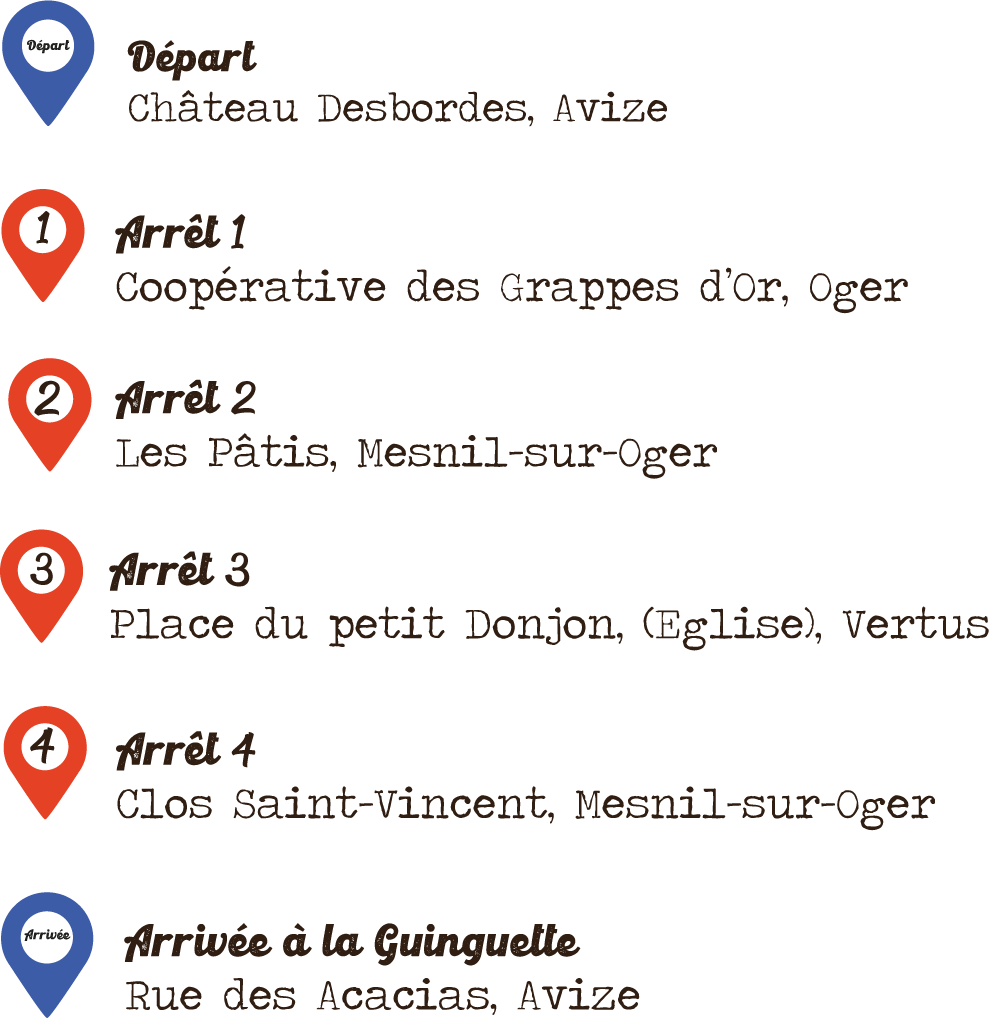 Départ
Départ
Château Desbordes, Avize
1
Arrêt 1
Coopérative des Grappes d'Or, Oger
2
Arrêt 2
Les Pâtis, Mesnil-sur-Oger
3
Arrêt 3
Place du petit Donjon, (Eglise), Vertus
4
Arrêt 4
Clos Saint-Vincent, Mesnil-sur-Oger
Arrivée
Arrivée à la Guinguette
Rue des Acacias, Avize